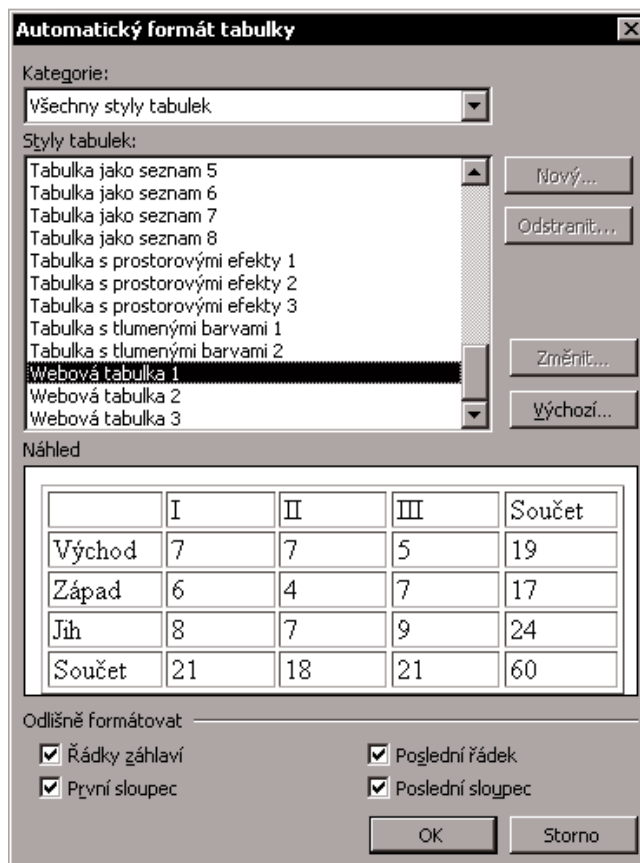 Automatický formát tabulky
Kategorie:
Všechny styly tabulek
Styly tabulek:
Tabulka jako seznam 5
Tabulka jako seznam 6
Tabulka jako seznam 7
Tabulka jako seznam 8
Tabulka s prostorovými efekty 1
Tabulka s prostorovými efekty 2
Tabulka s prostorovými efekty 3
Tabulka s tlumenými barvami 1
Tabulka s tlumenými barvami 2
Webová tabulka 1
Webová tabulka 2
Webová tabulka 3
Nový...
Odstranit...
Změnit...
Výchozí...
Náhled
I II III Součet
Východ 7 7 5 19
Západ 6 4 7 17
Jih 8 7 9 24
Součet 21 18 21 60
Odlišně formátovat
Řádky záhlaví
Poslední řádek
První sloupec
Poslední sloupec
OK
Storno